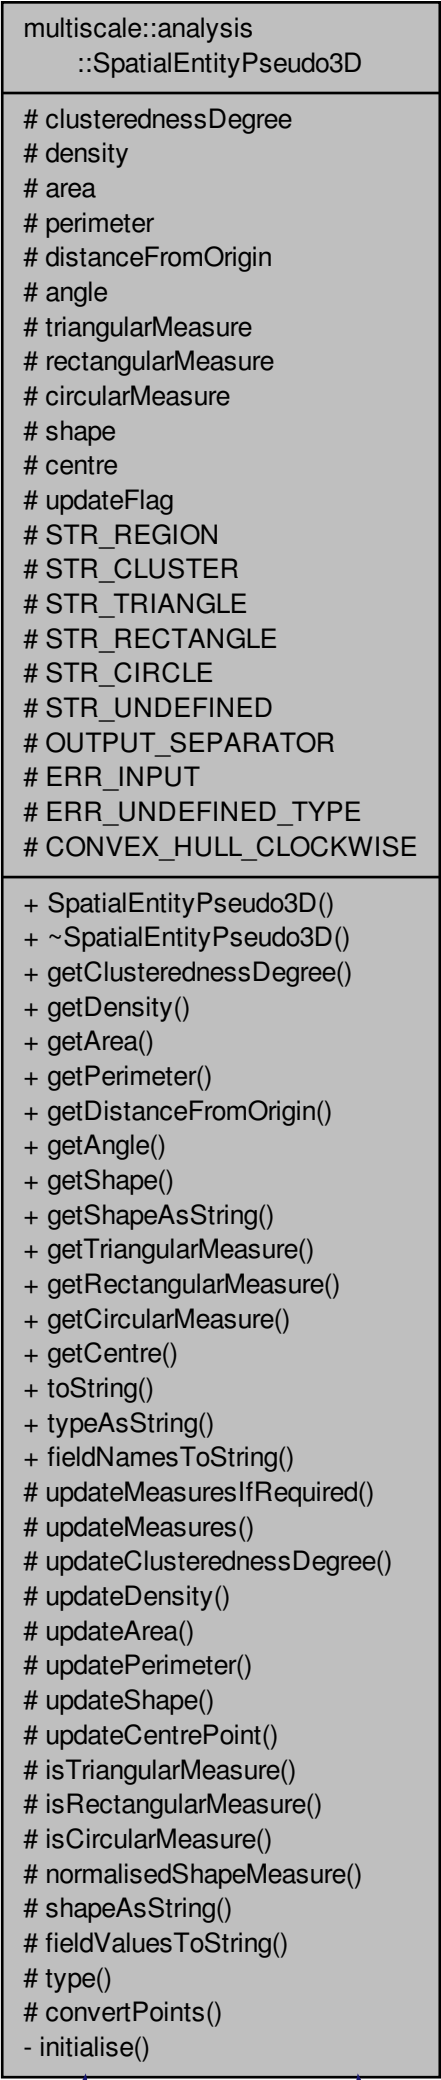 multiscale::analysis
::SpatialEntityPseudo3D
# clusterednessDegree
# density
# area
# perimeter
# distanceFromOrigin
# angle
# triangularMeasure
# rectangularMeasure
# circularMeasure
# shape
# centre
# updateFlag
# STR_REGION
# STR_CLUSTER
# STR_TRIANGLE
# STR_RECTANGLE
# STR_CIRCLE
# STR_UNDEFINED
# OUTPUT_SEPARATOR
# ERR_INPUT
# ERR_UNDEFINED_TYPE
# CONVEX_HULL_CLOCKWISE
+ SpatialEntityPseudo3D()
+ ~SpatialEntityPseudo3D()
+ getClusterednessDegree()
+ getDensity()
+ getArea()
+ getPerimeter()
+ getDistanceFromOrigin()
+ getAngle()
+ getShape()
+ getShapeAsString()
+ getTriangularMeasure()
+ getRectangularMeasure()
+ getCircularMeasure()
+ getCentre()
+ toString()
+ typeAsString()
+ fieldNamesToString()
# updateMeasuresIfRequired()
# updateMeasures()
# updateClusterednessDegree()
# updateDensity()
# updateArea()
# updatePerimeter()
# updateShape()
# updateCentrePoint()
# isTriangularMeasure()
# isRectangularMeasure()
# isCircularMeasure()
# normalisedShapeMeasure()
# shapeAsString()
# fieldValuesToString()
# type()
# convertPoints()
- initialise()